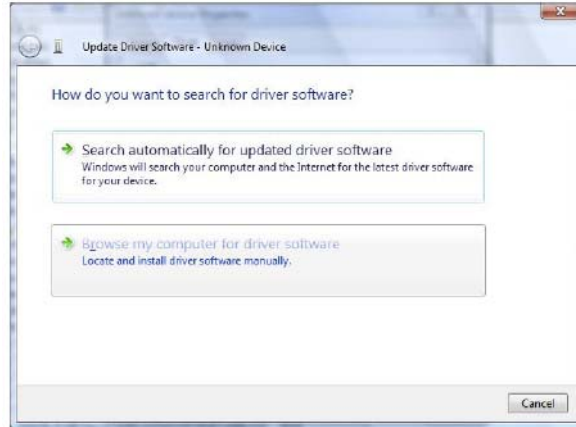 Update Driver Software - Unknown Device
How do you want to search for driver software?
Search automatically for updated driver software
Windows will search your computer and the Internet for the latest driver software
for your device.
Browse my computer for driver software
Locate and install driver software manually.
Cancel